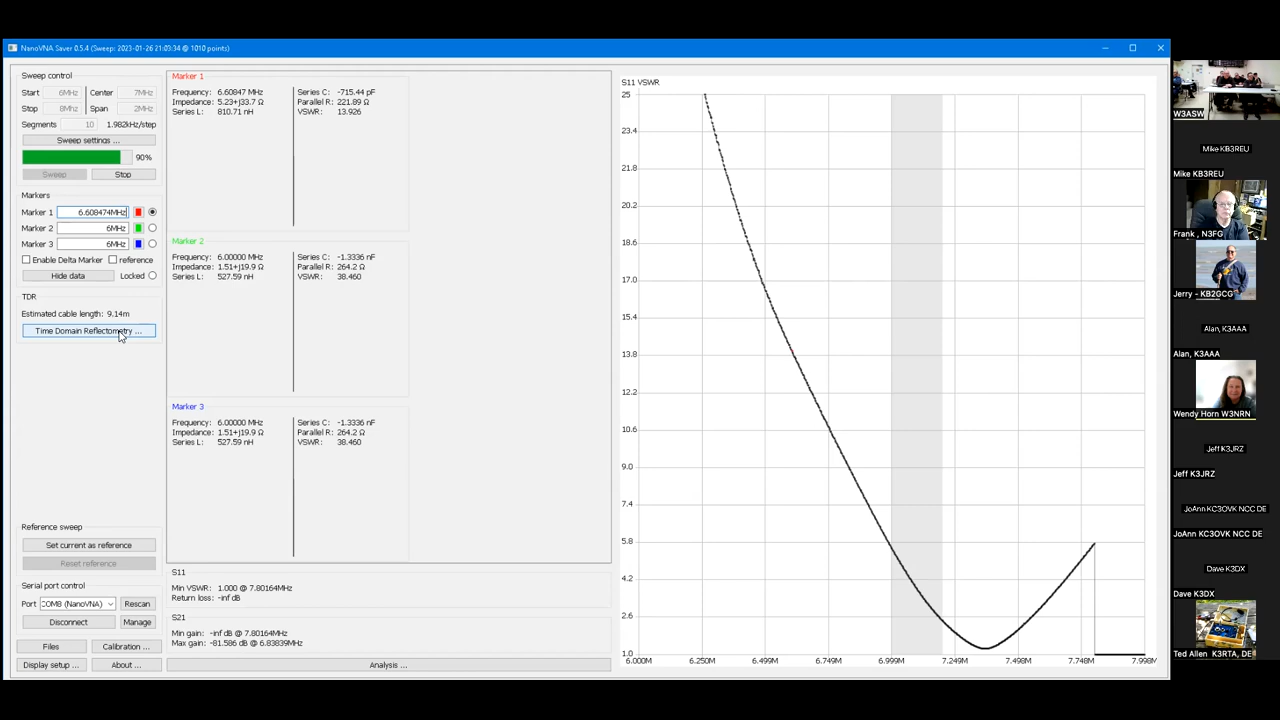 NanoVNA Saver 0.5.4 (Sweep: 2023-01-26 21:03:34 @ 1010 points)
Sweep control
Start 6MHz Center 7MHz
Stop 8MHz Span 2MHz
Segments 10 1.982kHz/step
Sweep settings ...
90%
Sweep Stop
Markers
Marker 1 6.608474MHz
Marker 2 6MHz
Marker 3 6MHz
Enable Delta Marker reference
Hide data Locked
TDR
Estimated cable length: 9.14m
Time Domain Reflectometry ...
Reference sweep
Set current as reference
Reset reference
Serial port control
Port COM8 (NanoVNA) Rescan
Disconnect Manage
Files Calibration ...
Display setup ... About ...
Marker 1
Frequency: 6.60847 MHz Series C: -715.44 pF
Impedance: 5.23+j33.7 Ω Parallel R: 221.89 Ω
Series L: 810.71 nH VSWR: 13.926
Marker 2
Frequency: 6.00000 MHz Series C: -1.3336 nF
Impedance: 1.51+j19.9 Ω Parallel R: 264.2 Ω
Series L: 527.59 nH VSWR: 38.460
Marker 3
Frequency: 6.00000 MHz Series C: -1.3336 nF
Impedance: 1.51+j19.9 Ω Parallel R: 264.2 Ω
Series L: 527.59 nH VSWR: 38.460
S11
Min VSWR: 1.000 @ 7.80164MHz
Return loss: -inf dB
S21
Min gain: -inf dB @ 7.80164MHz
Max gain: -81.586 dB @ 6.83839MHz
Analysis ...
S11 VSWR
25
23.4
21.8
20.2
18.6
17.0
15.4
13.8
12.2
10.6
9.0
7.4
5.8
4.2
2.6
1.0
6.000M 6.250M 6.499M 6.749M 6.999M 7.249M 7.498M 7.748M 7.998M
W3ASW
Mike KB3REU
Mike KB3REU
Frank , N3FG
Jerry - KB2GCG
Alan, K3AAA
Alan, K3AAA
Wendy Horn W3NRN
Jeff K3JRZ
Jeff K3JRZ
JoAnn KC3OVK NCC DE
JoAnn KC3OVK NCC DE
Dave K3DX
Dave K3DX
Ted Allen K3RTA, DE